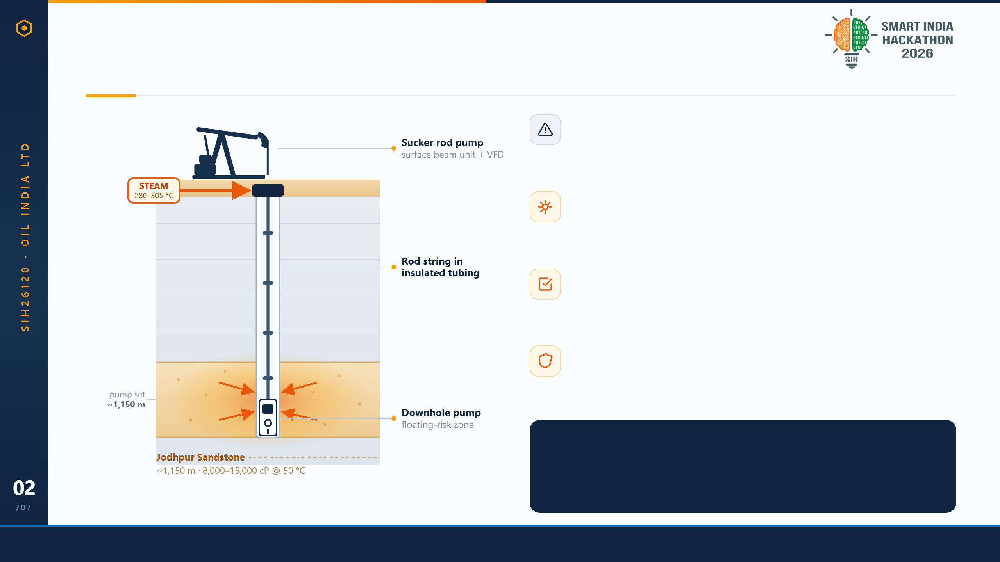 SMART INDIA
HACKATHON
2026
SIH
SIH26120 · OIL INDIA LTD
Sucker rod pump
surface beam unit + VFD
STEAM
280–305 °C
Rod string in
insulated tubing
pump set
~1,150 m
Downhole pump
floating-risk zone
Jodhpur Sandstone
~1,150 m · 8,000–15,000 cP @ 50 °C
02
/07